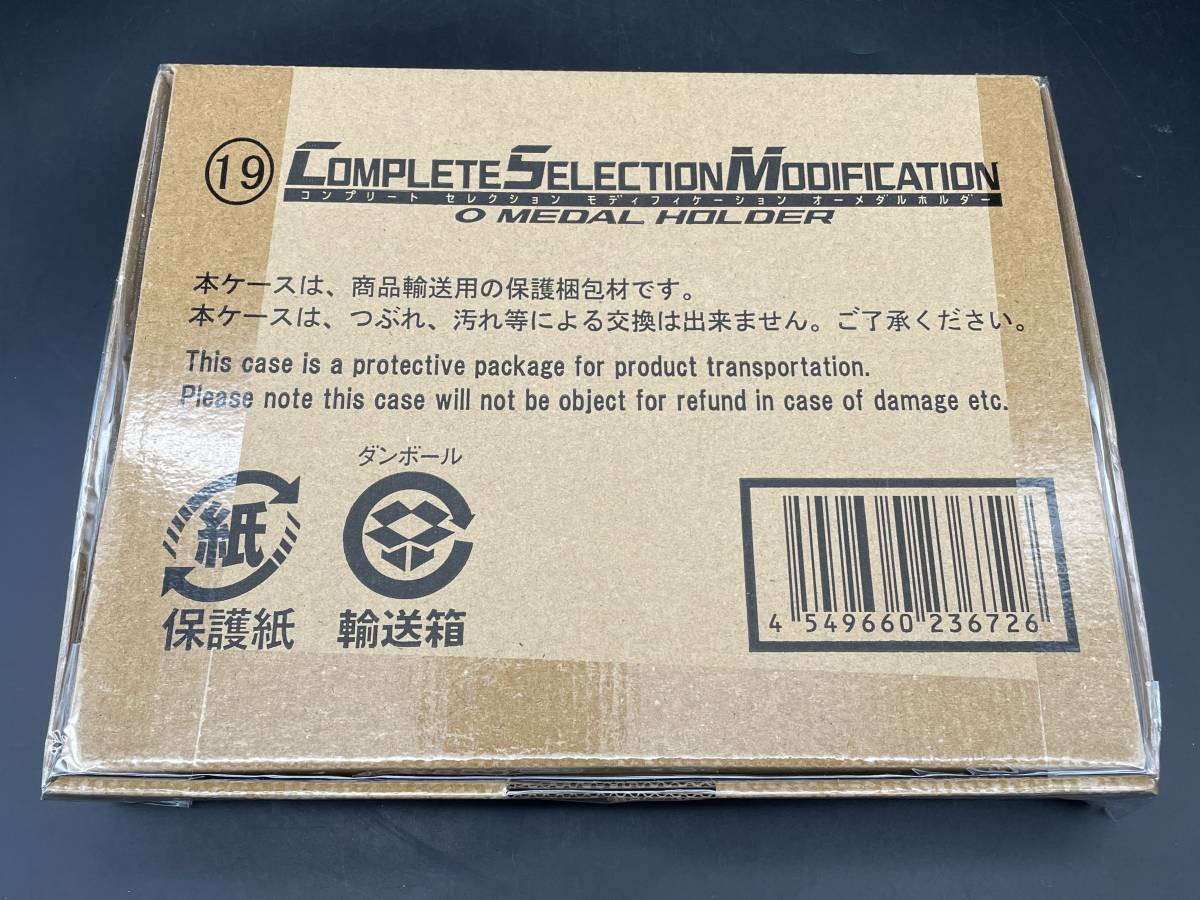 ⑲ COMPLETE SELECTION MODIFICATION
コンプリート セレクション モディフィケーション オーメダルホルダー
O MEDAL HOLDER
本ケースは、商品輸送用の保護梱包材です。
本ケースは、つぶれ、汚れ等による交換は出来ません。ご了承ください。
This case is a protective package for product transportation.
Please note this case will not be object for refund in case of damage etc.
ダンボール
紙
保護紙
輸送箱
4 549660 236726